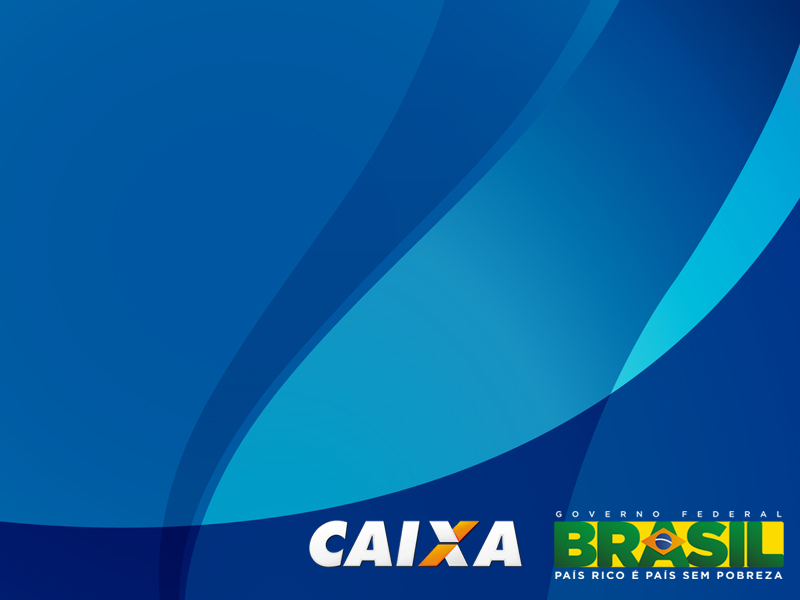 CAIXA
GOVERNO FEDERAL
BRASIL
PAÍS RICO É PAÍS SEM POBREZA